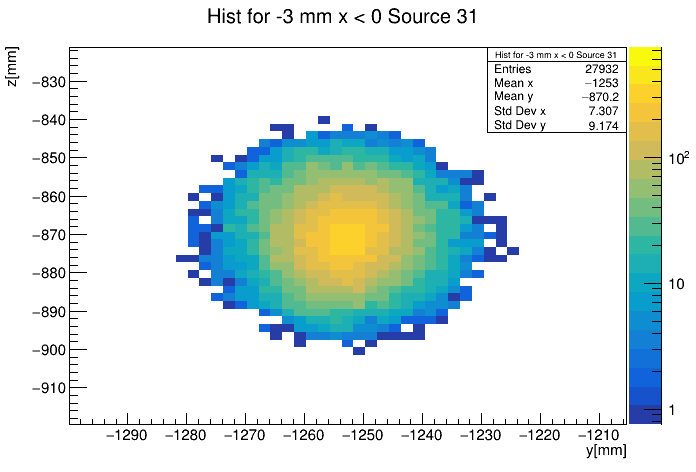 Hist for -3 mm x < 0 Source 31
z[mm]
Hist for -3 mm x < 0 Source 31
Entries 27932
Mean x −1253
Mean y −870.2
Std Dev x 7.307
Std Dev y 9.174
−830
−840
−850
−860
−870
−880
−890
−900
−910
10²
10
1
−1290 −1280 −1270 −1260 −1250 −1240 −1230 −1220 −1210
y[mm]